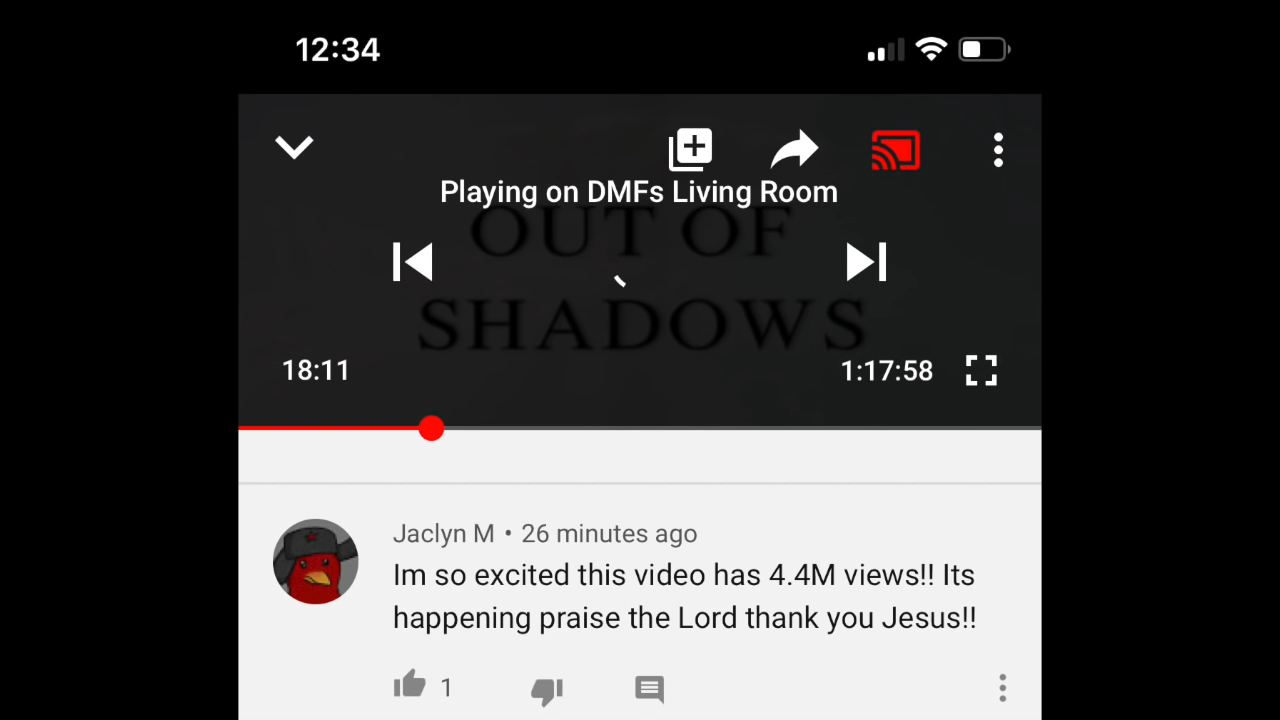 12:34
Playing on DMFs Living Room
OUT OF
SHADOWS
18:11
1:17:58
Jaclyn M • 26 minutes ago
Im so excited this video has 4.4M views!! Its
happening praise the Lord thank you Jesus!!
1